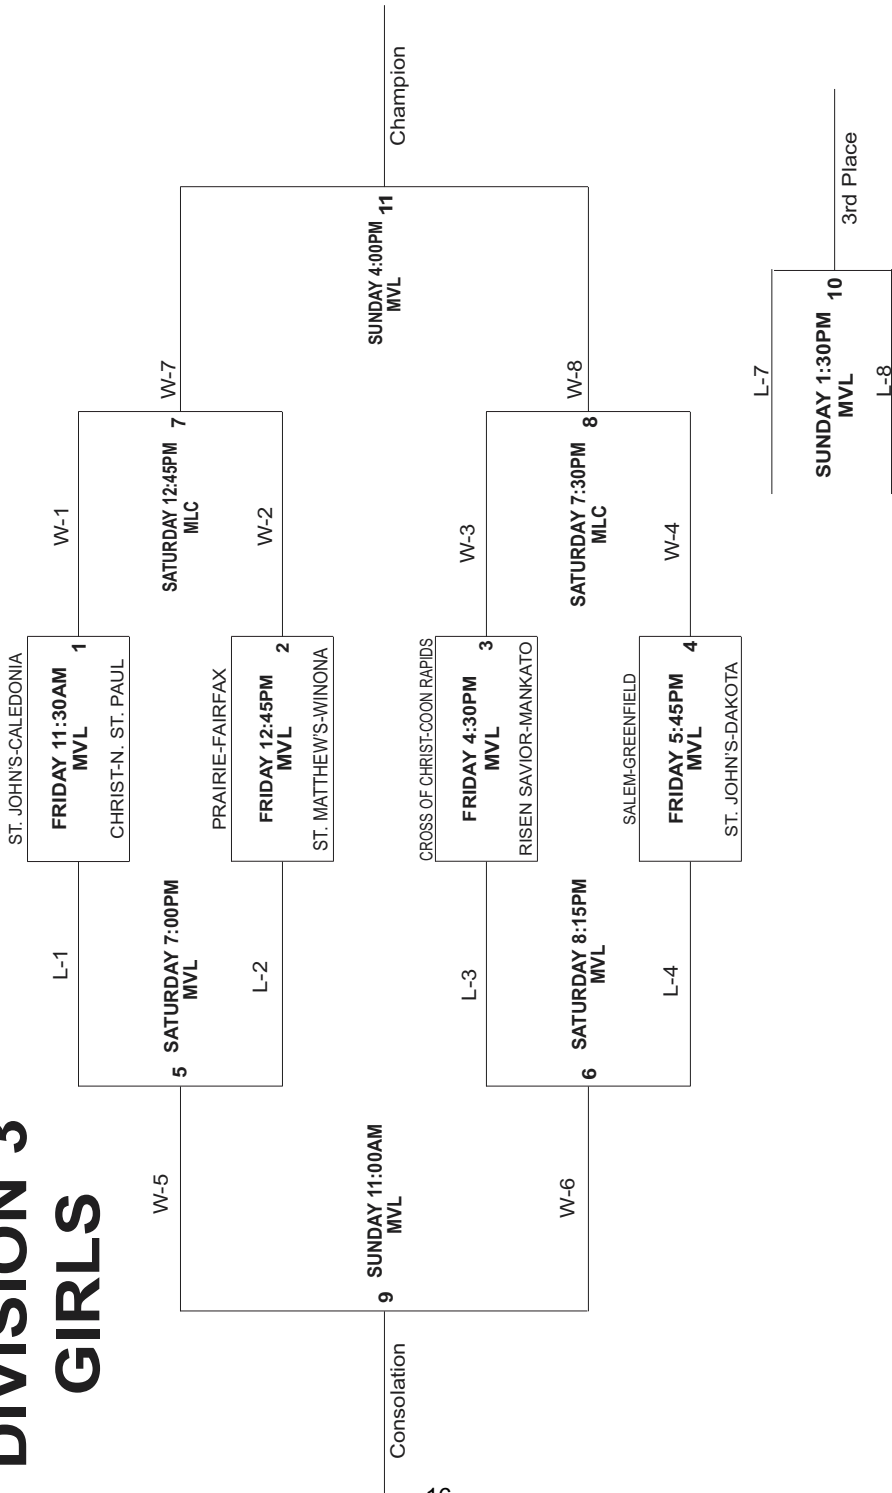 DIVISION 3
GIRLS
ST. JOHN'S-CALEDONIA
FRIDAY 11:30AM
MVL
1
CHRIST-N. ST. PAUL
PRAIRIE-FAIRFAX
FRIDAY 12:45PM
MVL
2
ST. MATTHEW'S-WINONA
CROSS OF CHRIST-COON RAPIDS
FRIDAY 4:30PM
MVL
3
RISEN SAVIOR-MANKATO
SALEM-GREENFIELD
FRIDAY 5:45PM
MVL
4
ST. JOHN'S-DAKOTA
L-1
5
SATURDAY 7:00PM
MVL
L-2
L-3
6
SATURDAY 8:15PM
MVL
L-4
W-1
SATURDAY 12:45PM
MLC
7
W-2
W-3
SATURDAY 7:30PM
MLC
8
W-4
W-5
9
SUNDAY 11:00AM
MVL
W-6
Consolation
W-7
SUNDAY 4:00PM
MVL
11
W-8
Champion
L-7
SUNDAY 1:30PM
MVL
10
L-8
3rd Place
16